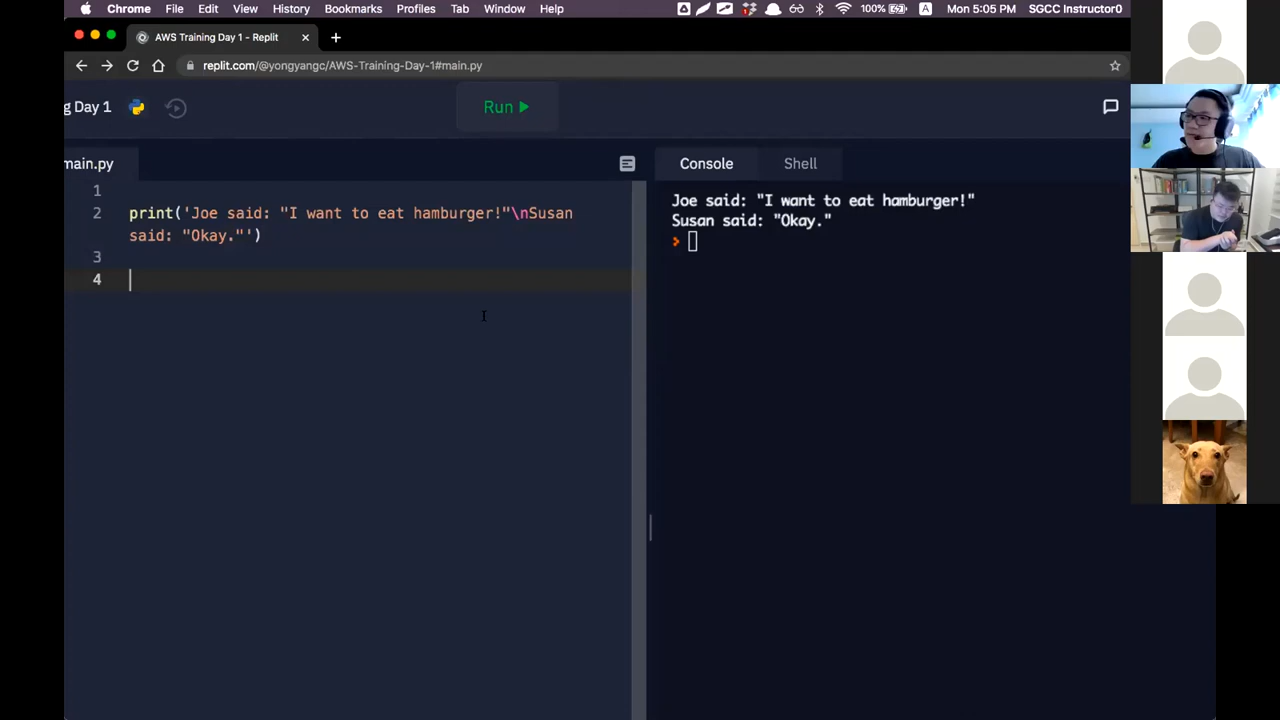 Chrome File Edit View History Bookmarks Profiles Tab Window Help 100% A Mon 5:05 PM SGCC Instructor0
AWS Training Day 1 - Replit
replit.com/@yongyangc/AWS-Training-Day-1#main.py
g Day 1 Run
main.py
Console Shell
1
2 print('Joe said: "I want to eat hamburger!"\nSusan
said: "Okay."')
3
4
Joe said: "I want to eat hamburger!"
Susan said: "Okay."